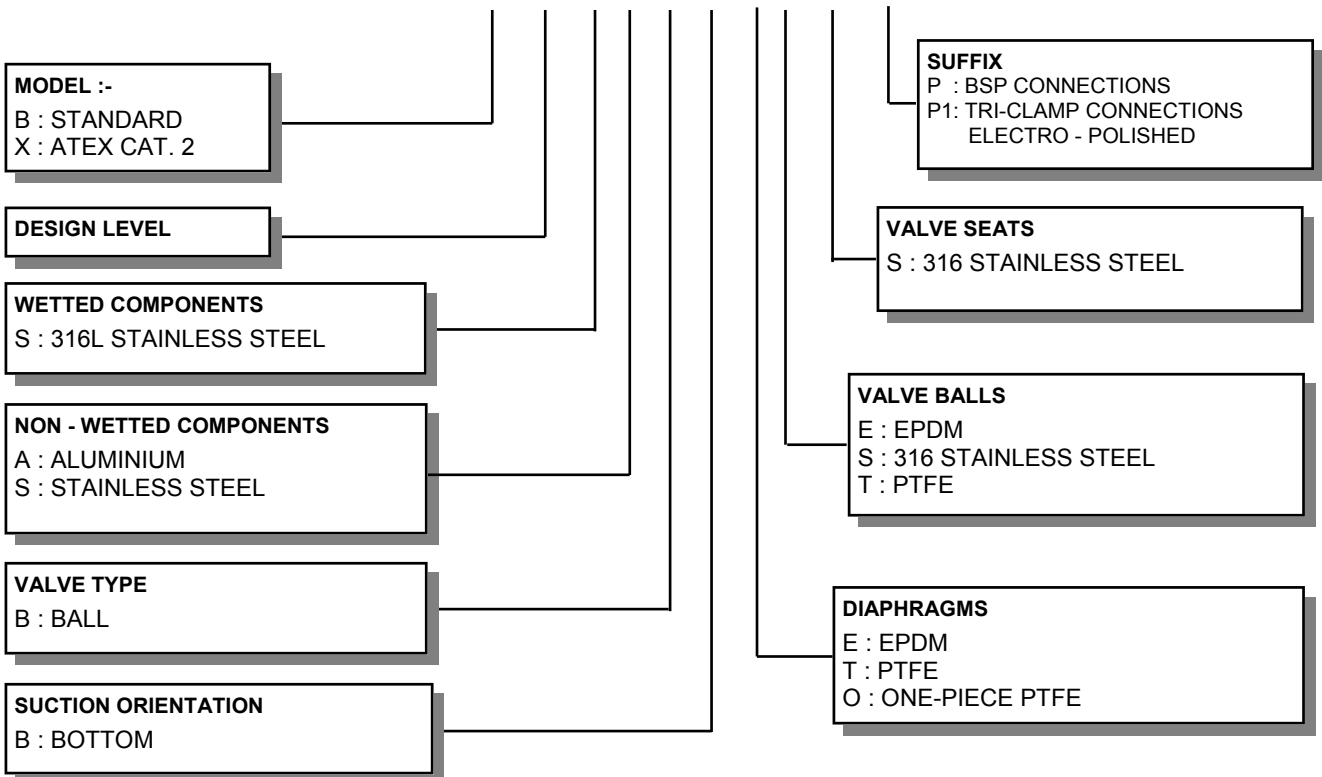 MODEL :-
B : STANDARD
X : ATEX CAT. 2
DESIGN LEVEL
WETTED COMPONENTS
S : 316L STAINLESS STEEL
NON - WETTED COMPONENTS
A : ALUMINIUM
S : STAINLESS STEEL
VALVE TYPE
B : BALL
SUCTION ORIENTATION
B : BOTTOM
SUFFIX
P : BSP CONNECTIONS
P1: TRI-CLAMP CONNECTIONS
ELECTRO - POLISHED
VALVE SEATS
S : 316 STAINLESS STEEL
VALVE BALLS
E : EPDM
S : 316 STAINLESS STEEL
T : PTFE
DIAPHRAGMS
E : EPDM
T : PTFE
O : ONE-PIECE PTFE